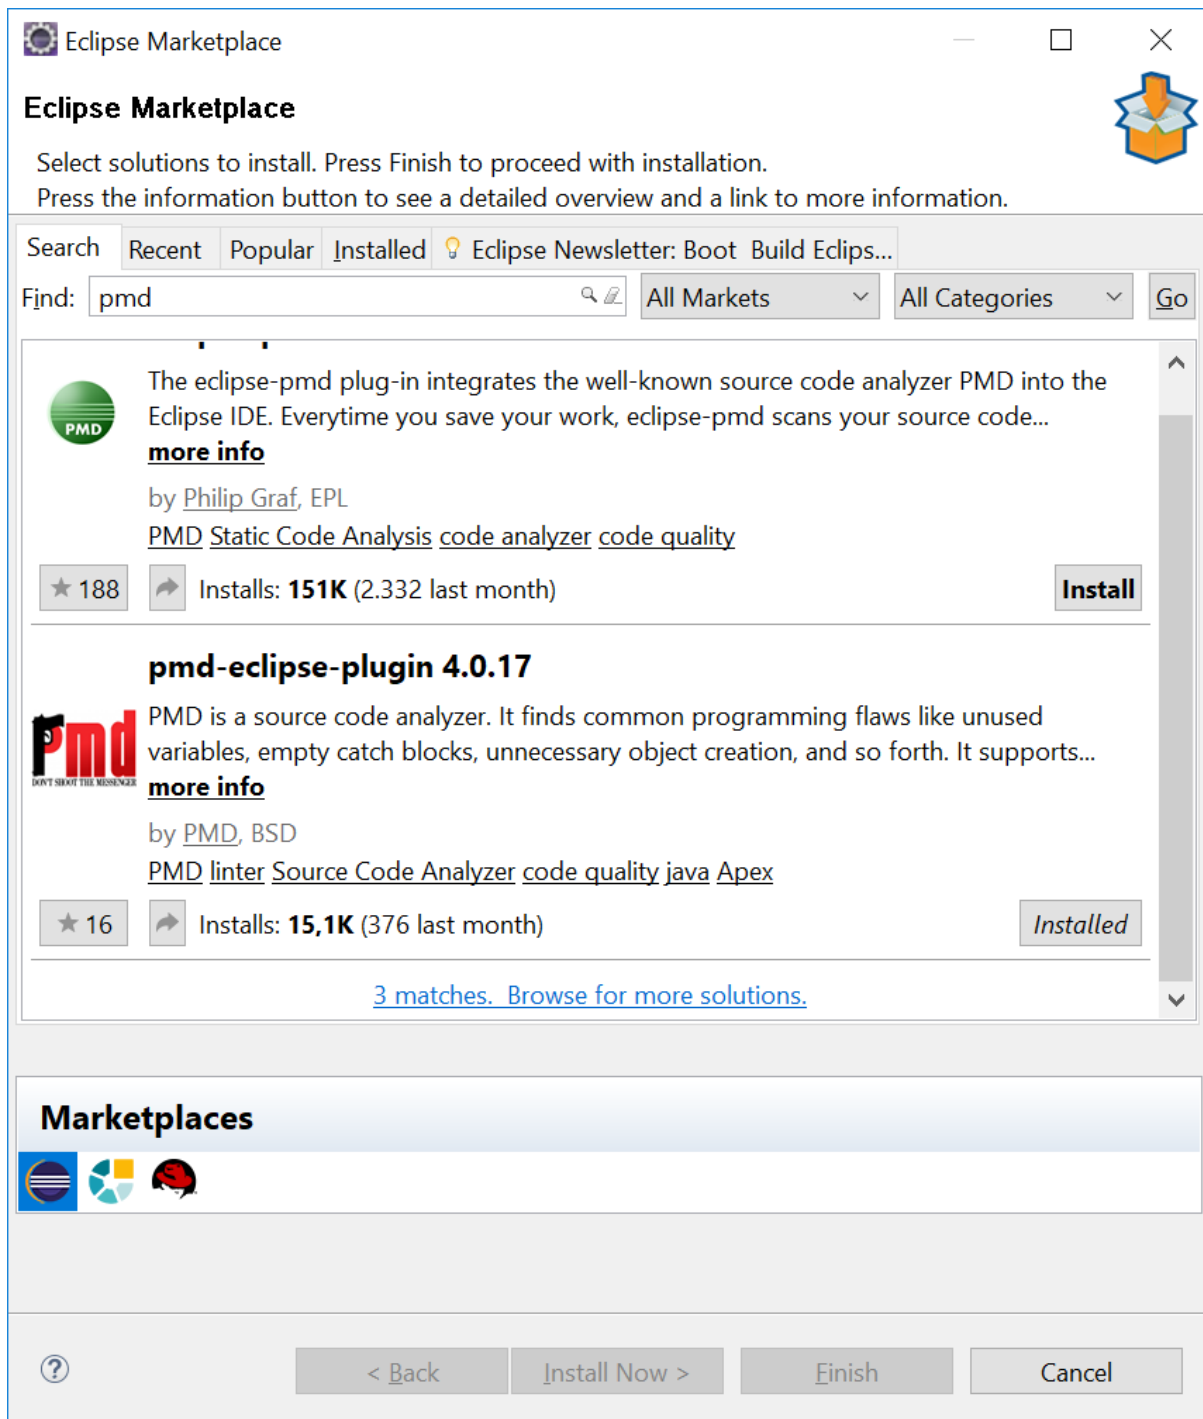 Eclipse Marketplace
Eclipse Marketplace
Select solutions to install. Press Finish to proceed with installation.
Press the information button to see a detailed overview and a link to more information.
Search Recent Popular Installed Eclipse Newsletter: Boot Build Eclips...
Find: pmd All Markets All Categories Go
The eclipse-pmd plug-in integrates the well-known source code analyzer PMD into the
PMD
Eclipse IDE. Everytime you save your work, eclipse-pmd scans your source code...
more info
by Philip Graf, EPL
PMD Static Code Analysis code analyzer code quality
188 Installs: 151K (2.332 last month) Install
pmd-eclipse-plugin 4.0.17
PMD is a source code analyzer. It finds common programming flaws like unused
variables, empty catch blocks, unnecessary object creation, and so forth. It supports...
pmd
DON'T SHOOT THE MESSENGER
more info
by PMD, BSD
PMD linter Source Code Analyzer code quality java Apex
16 Installs: 15,1K (376 last month) Installed
3 matches. Browse for more solutions.
Marketplaces
? < Back Install Now > Finish Cancel